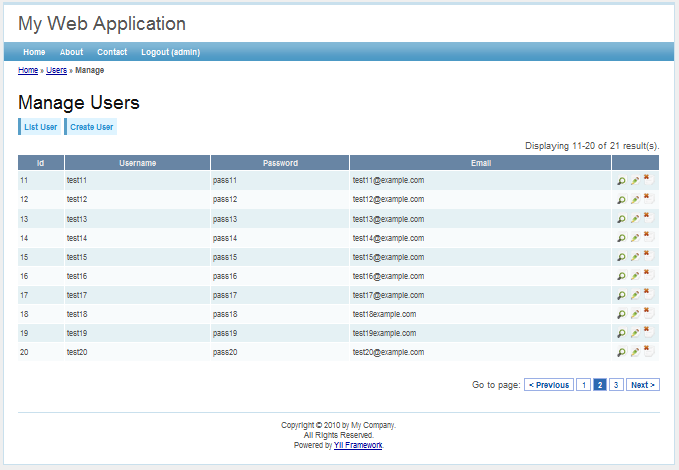 My Web Application
Home About Contact Logout (admin)
Home » Users » Manage
Manage Users
List User Create User
Displaying 11-20 of 21 result(s).
Id Username Password Email
11 test11 pass11 test11@example.com
12 test12 pass12 test12@example.com
13 test13 pass13 test13@example.com
14 test14 pass14 test14@example.com
15 test15 pass15 test15@example.com
16 test16 pass16 test16@example.com
17 test17 pass17 test17@example.com
18 test18 pass18 test18example.com
19 test19 pass19 test19example.com
20 test20 pass20 test20@example.com
Go to page: < Previous 1 2 3 Next >
Copyright © 2010 by My Company.
All Rights Reserved.
Powered by Yii Framework.